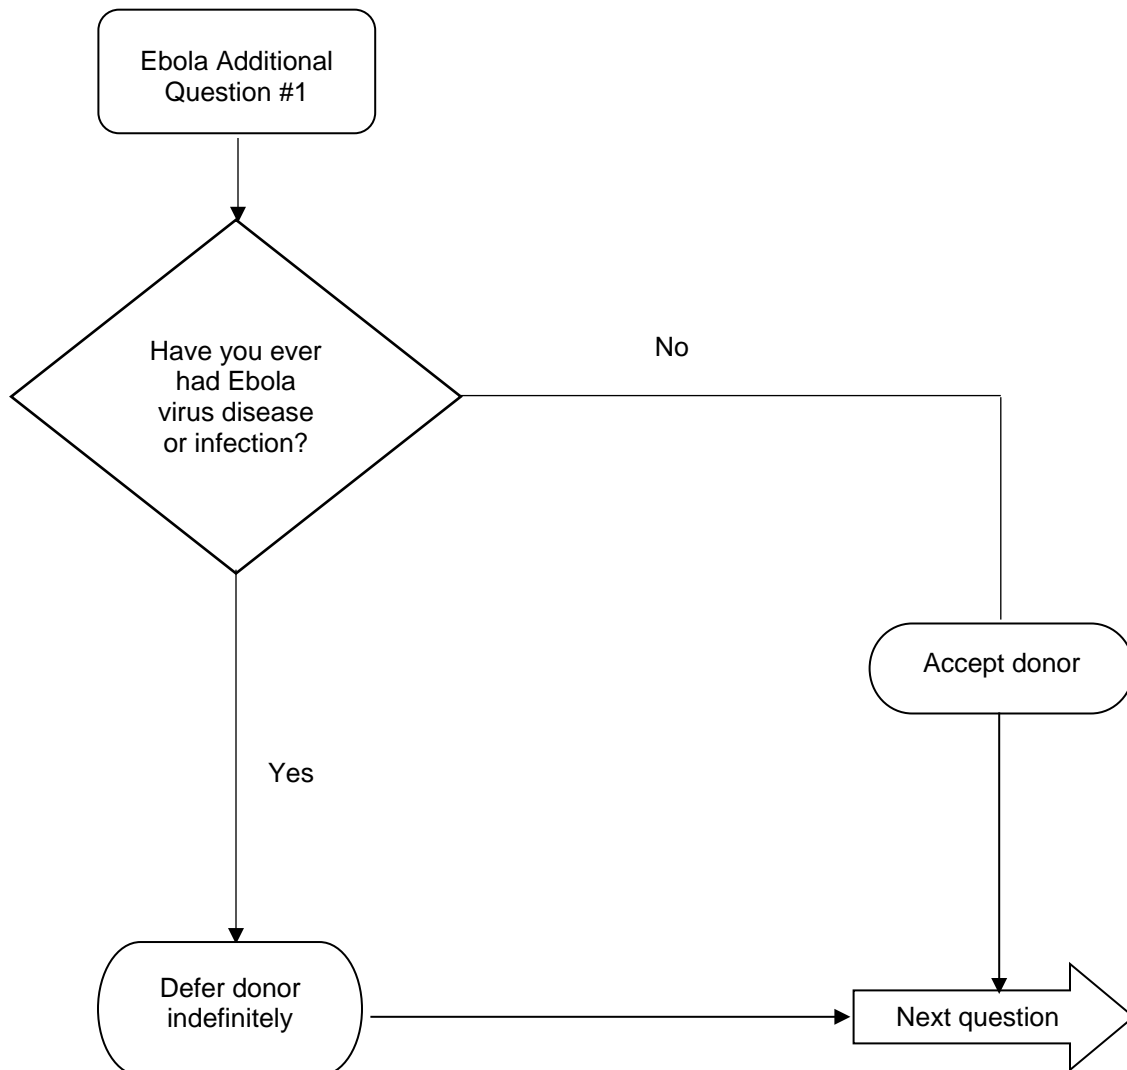 Ebola Additional
Question #1
Have you ever
had Ebola
virus disease
or infection?
No
Accept donor
Yes
Defer donor
indefinitely
Next question